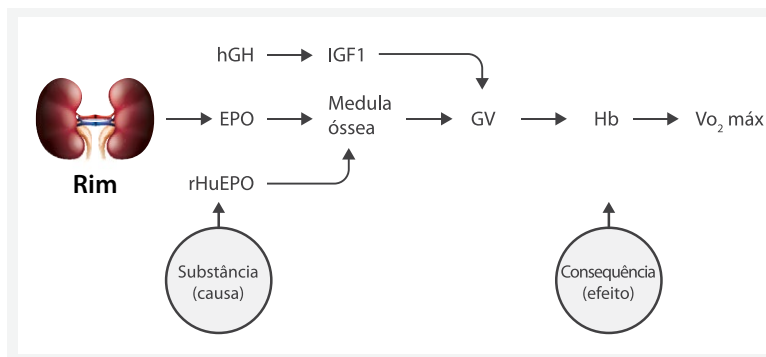 hGH IGF1
Rim EPO Medula
óssea GV Hb Vo₂ máx
rHuEPO
Substância
(causa)
Consequência
(efeito)